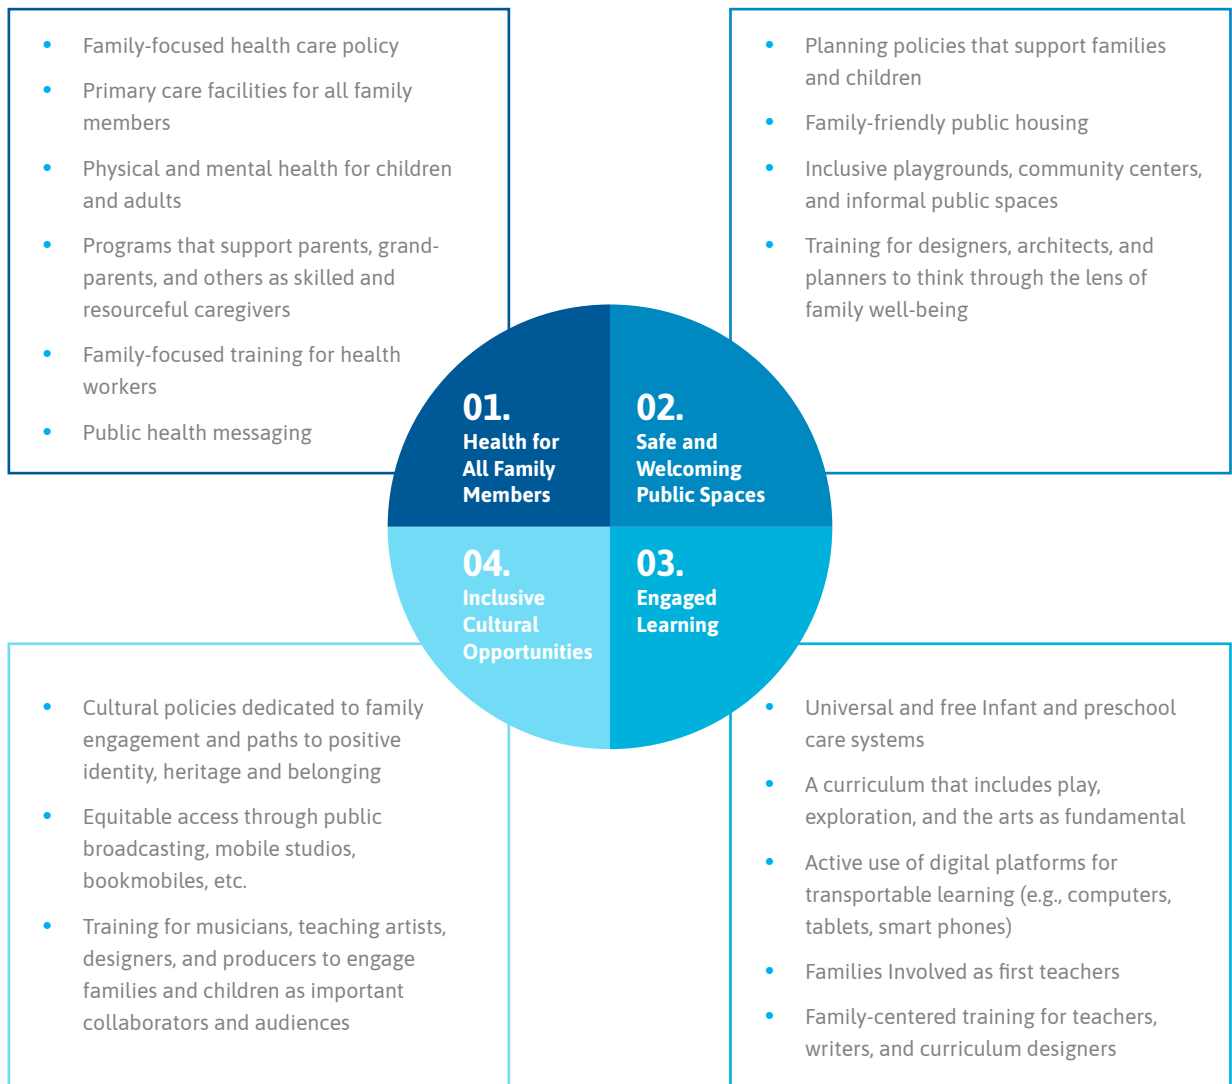 Family-focused health care policy
Primary care facilities for all family
members
Physical and mental health for children
and adults
Programs that support parents, grand-
parents, and others as skilled and
resourceful caregivers
Family-focused training for health
workers
Public health messaging
Planning policies that support families
and children
Family-friendly public housing
Inclusive playgrounds, community centers,
and informal public spaces
Training for designers, architects, and
planners to think through the lens of
family well-being
01.
Health for
All Family
Members
02.
Safe and
Welcoming
Public Spaces
04.
Inclusive
Cultural
Opportunities
03.
Engaged
Learning
Cultural policies dedicated to family
engagement and paths to positive
identity, heritage and belonging
Equitable access through public
broadcasting, mobile studios,
bookmobiles, etc.
Training for musicians, teaching artists,
designers, and producers to engage
families and children as important
collaborators and audiences
Universal and free Infant and preschool
care systems
A curriculum that includes play,
exploration, and the arts as fundamental
Active use of digital platforms for
transportable learning (e.g., computers,
tablets, smart phones)
Families Involved as first teachers
Family-centered training for teachers,
writers, and curriculum designers